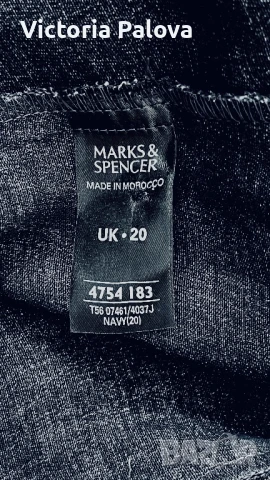 Victoria Palova
MARKS &
SPENCER
MADE IN MOROCCO
UK • 20
4754 183
T56 07461/4037J
NAVY(20)